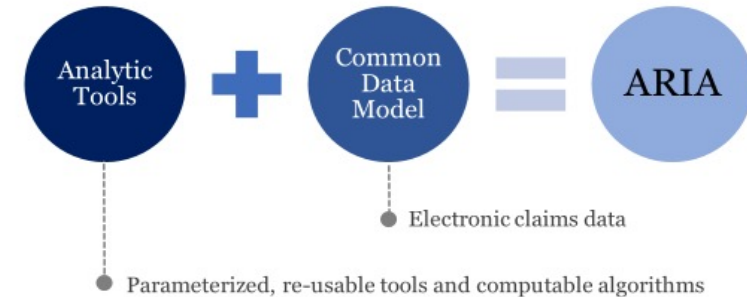 Analytic
Tools
Common
Data
Model
ARIA
Electronic claims data
Parameterized, re-usable tools and computable algorithms